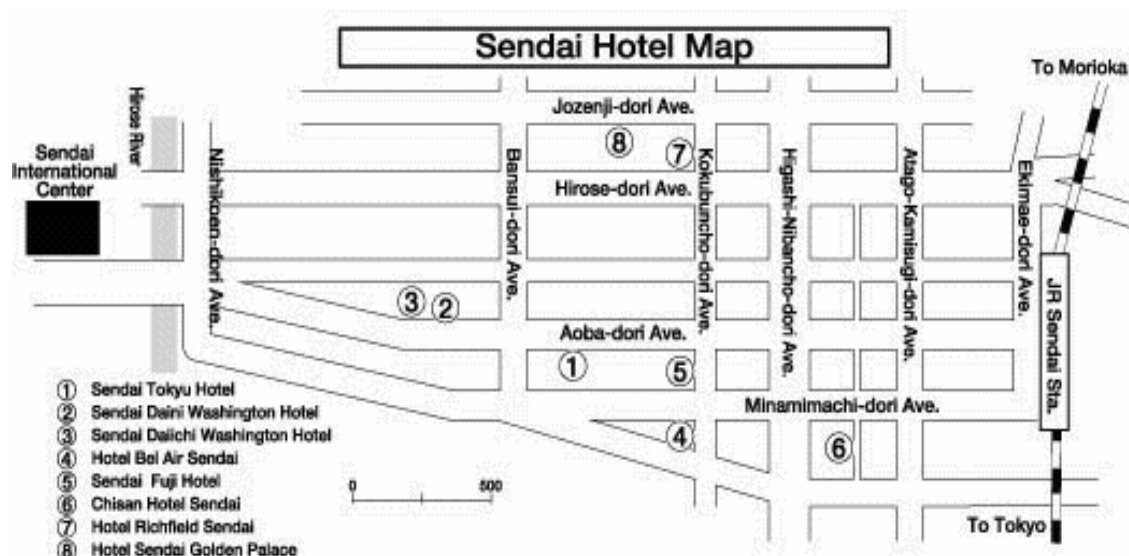 Sendai Hotel Map
To Morioka
Jozenji-dori Ave.
Hirose River
Sendai
International
Center
Nishikoen-dori Ave.
Bansui-dori Ave.
Kokubuncho-dori Ave.
Higashi-Nibancho-dori Ave.
Atago-Kamisugi-dori Ave.
Ekimae-dori Ave.
8
7
Hirose-dori Ave.
JR Sendai Sta.
3
2
Aoba-dori Ave.
1
5
Minamimachi-dori Ave.
4
6
1 Sendai Tokyu Hotel
2 Sendai Daini Washington Hotel
3 Sendai Daiichi Washington Hotel
4 Hotel Bel Air Sendai
5 Sendai Fuji Hotel
6 Chisan Hotel Sendai
7 Hotel Richfield Sendai
8 Hotel Sendai Golden Palace
0 500
To Tokyo